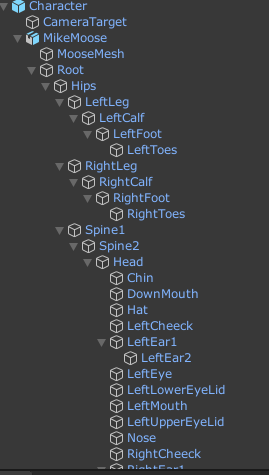 Character
CameraTarget
MikeMoose
MooseMesh
Root
Hips
LeftLeg
LeftCalf
LeftFoot
LeftToes
RightLeg
RightCalf
RightFoot
RightToes
Spine1
Spine2
Head
Chin
DownMouth
Hat
LeftCheeck
LeftEar1
LeftEar2
LeftEye
LeftLowerEyeLid
LeftMouth
LeftUpperEyeLid
Nose
RightCheeck
RightEar1